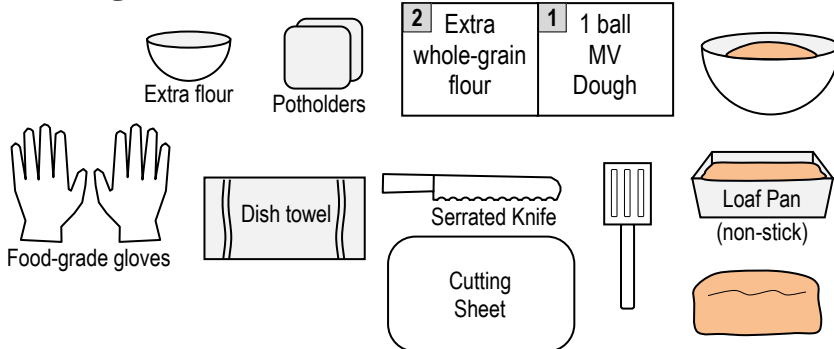 Extra flour
Potholders
2
Extra
whole-grain
flour
1
1 ball
MV
Dough
Food-grade gloves
Dish towel
Serrated Knife
Cutting
Sheet
Loaf Pan
(non-stick)